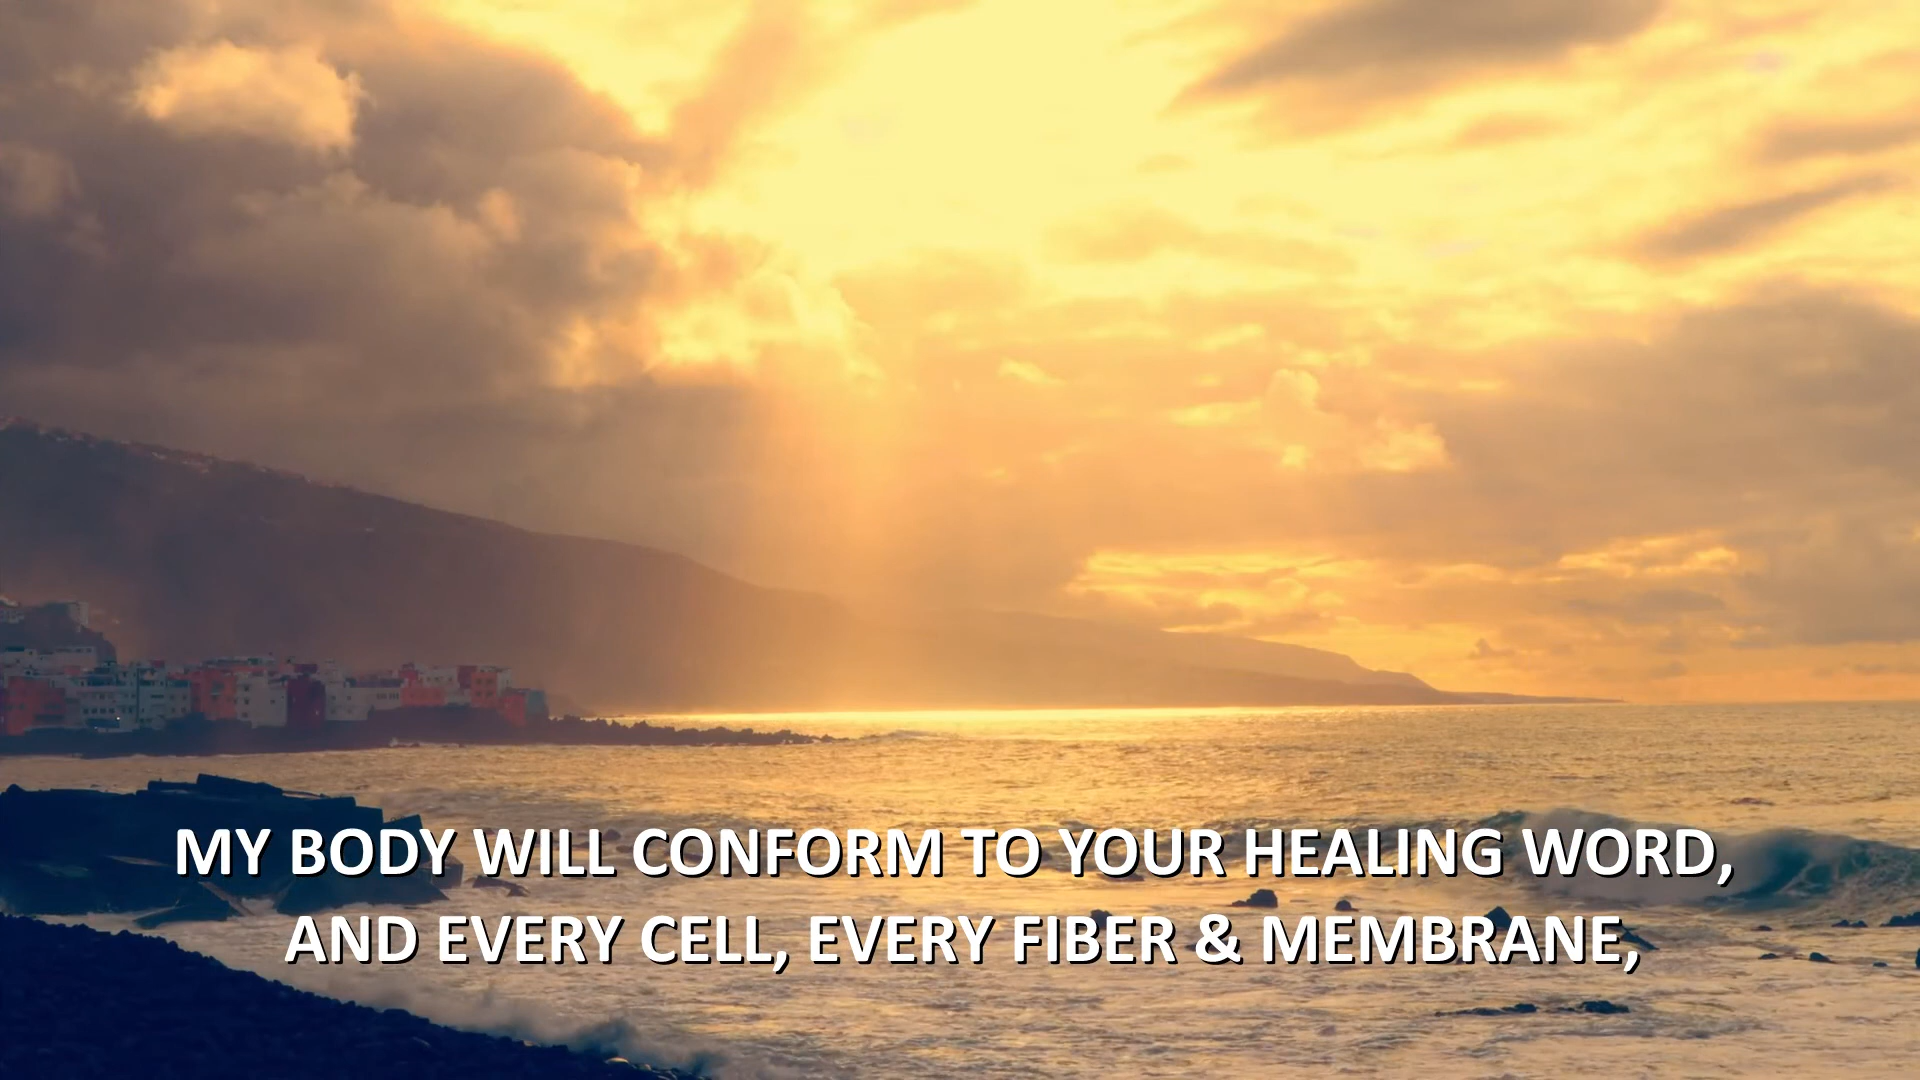 MY BODY WILL CONFORM TO YOUR HEALING WORD,
AND EVERY CELL, EVERY FIBER & MEMBRANE,